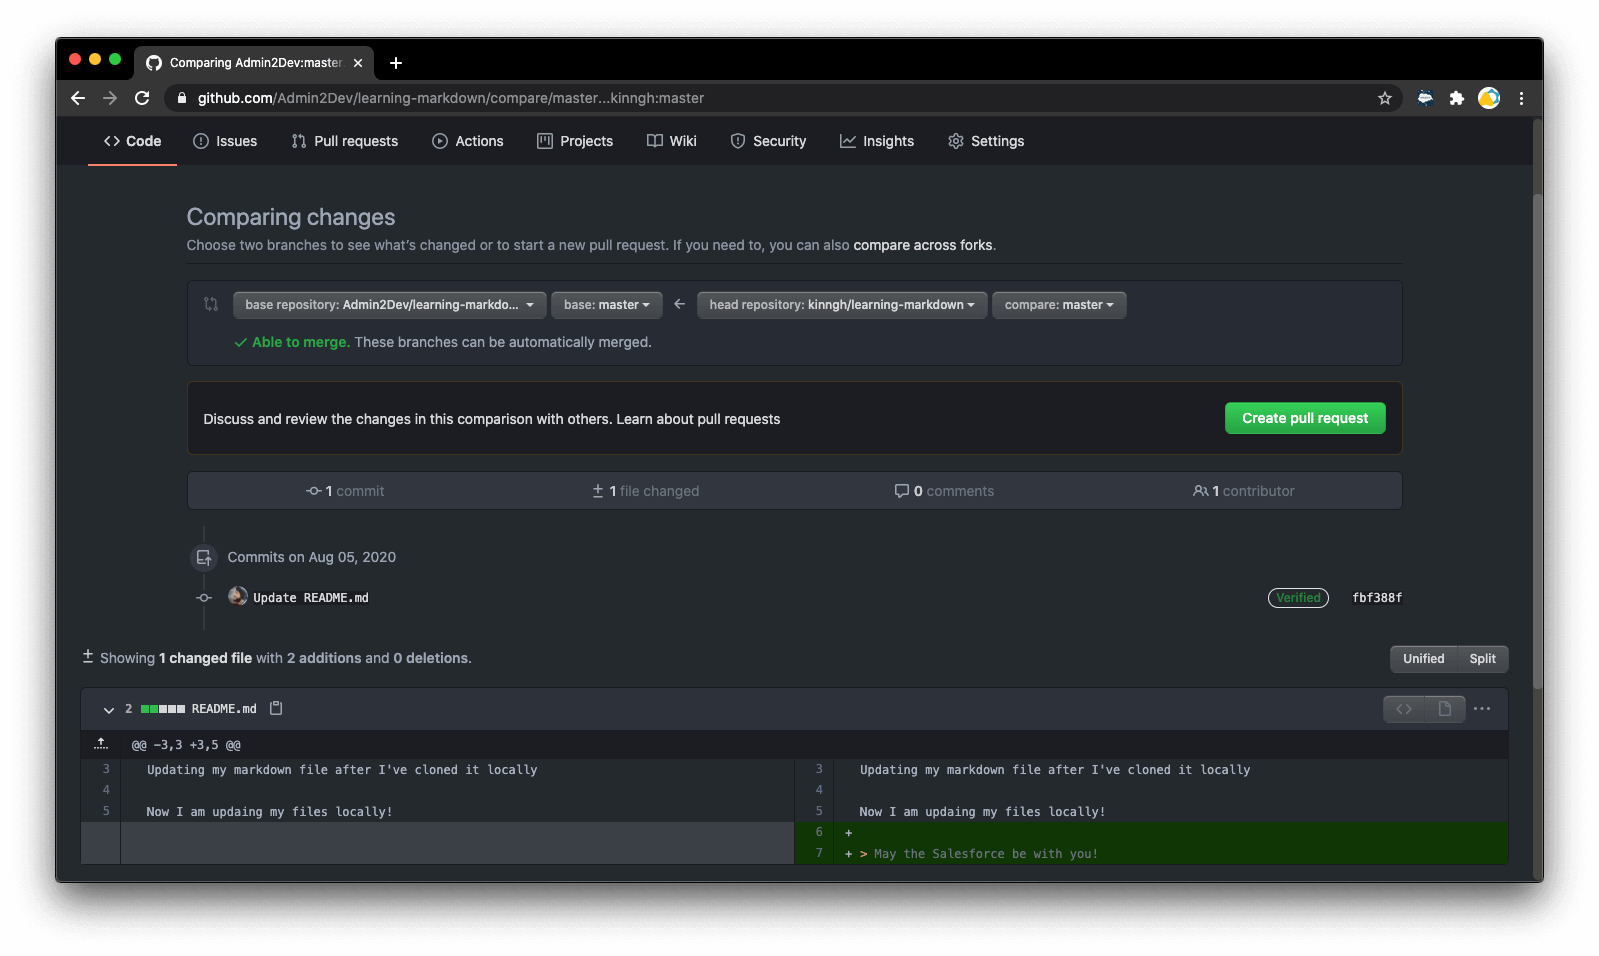 Comparing Admin2Dev:master
github.com/Admin2Dev/learning-markdown/compare/master...kinngh:master
Code Issues Pull requests Actions Projects Wiki Security Insights Settings
Comparing changes
Choose two branches to see what's changed or to start a new pull request. If you need to, you can also compare across forks.
base repository: Admin2Dev/learning-markdo... base: master head repository: kinngh/learning-markdown compare: master
Able to merge. These branches can be automatically merged.
Discuss and review the changes in this comparison with others. Learn about pull requests
Create pull request
1 commit 1 file changed 0 comments 1 contributor
Commits on Aug 05, 2020
Update README.md Verified fbf388f
Showing 1 changed file with 2 additions and 0 deletions.
Unified Split
2 README.md
@@ -3,3 +3,5 @@
3 Updating my markdown file after I've cloned it locally 3 Updating my markdown file after I've cloned it locally
4 4
5 Now I am updaing my files locally! 5 Now I am updaing my files locally!
6 +
7 + > May the Salesforce be with you!